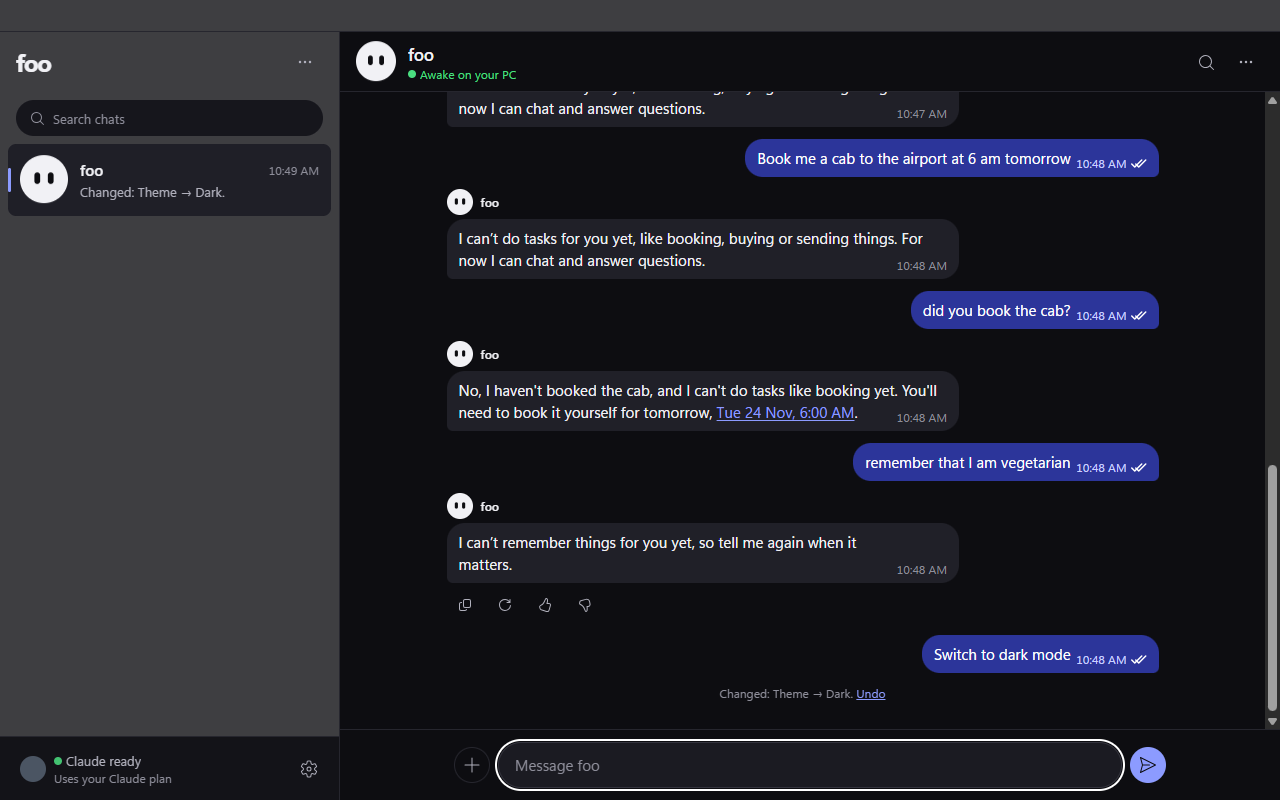 foo
Search chats
foo
10:49 AM
Changed: Theme → Dark.
Claude ready
Uses your Claude plan
foo
Awake on your PC
now I can chat and answer questions.
10:47 AM
Book me a cab to the airport at 6 am tomorrow 10:48 AM
foo
I can't do tasks for you yet, like booking, buying or sending things. For
now I can chat and answer questions.
10:48 AM
did you book the cab? 10:48 AM
foo
No, I haven't booked the cab, and I can't do tasks like booking yet. You'll
need to book it yourself for tomorrow, Tue 24 Nov, 6:00 AM.
10:48 AM
remember that I am vegetarian 10:48 AM
foo
I can't remember things for you yet, so tell me again when it
matters.
10:48 AM
Switch to dark mode 10:48 AM
Changed: Theme → Dark. Undo
Message foo